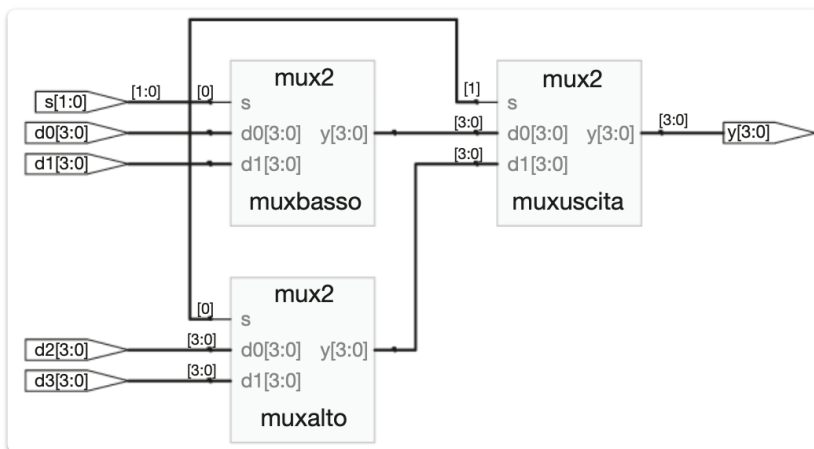 mux2
s[1:0] [1:0] [0] s
d0[3:0] d0[3:0] y[3:0]
d1[3:0] d1[3:0]
muxbasso
mux2
[1] s
[3:0] d0[3:0] y[3:0] [3:0] y[3:0]
[3:0] d1[3:0]
muxuscita
mux2
[0] s
d2[3:0] [3:0] d0[3:0] y[3:0]
d3[3:0] [3:0] d1[3:0]
muxalto